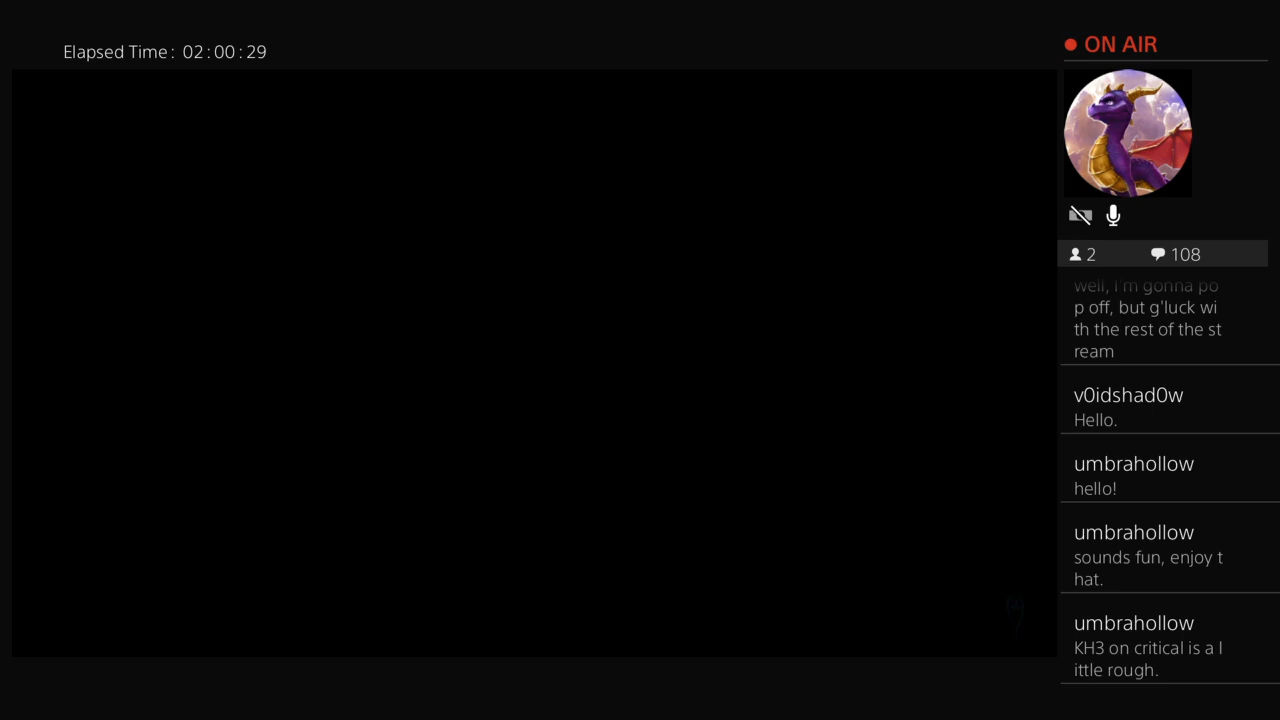 Elapsed Time: 02:00:29
ON AIR
2 108
well, i'm gonna po
p off, but g'luck wi
th the rest of the st
ream
v0idshad0w
Hello.
umbrahollow
hello!
umbrahollow
sounds fun, enjoy t
hat.
umbrahollow
KH3 on critical is a l
ittle rough.